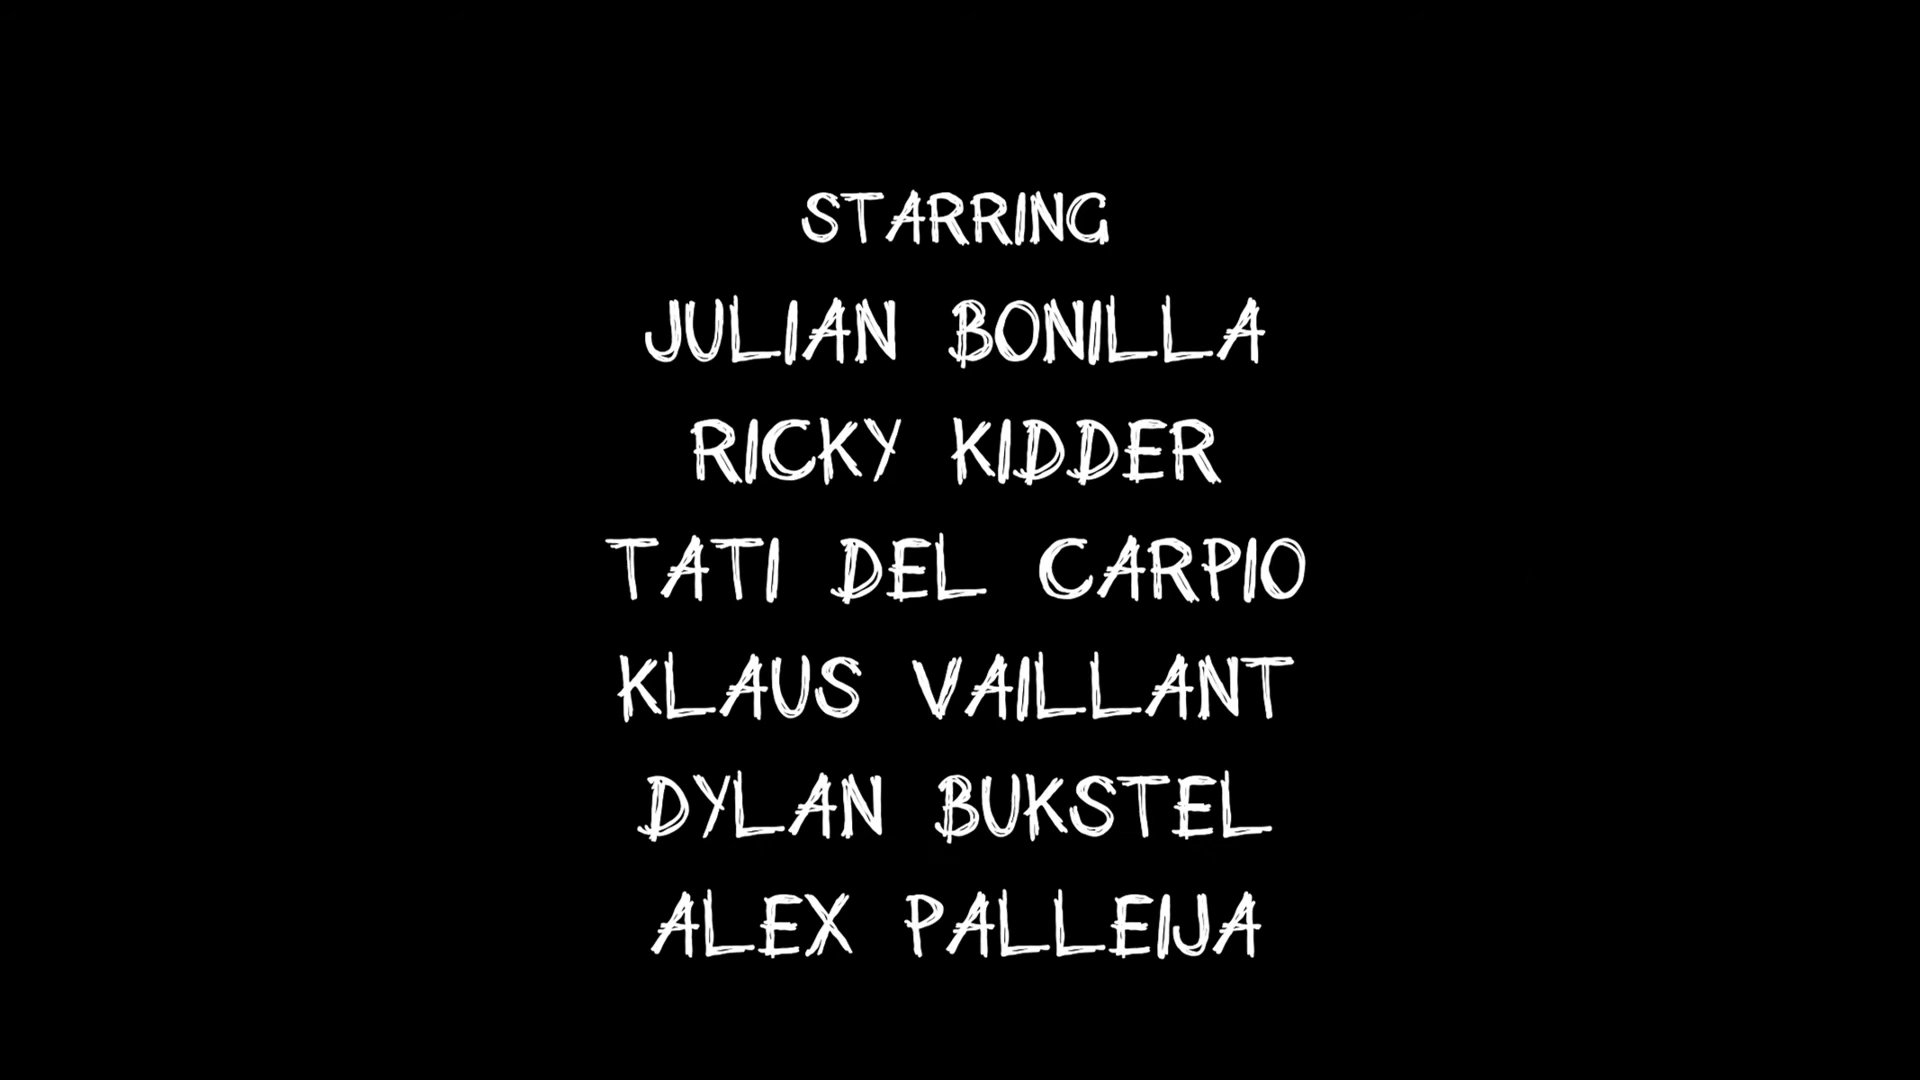 STARRING
JULIAN BONILLA
RICKY KIDDER
TATI DEL CARPIO
KLAUS VAILLANT
DYLAN BUKSTEL
ALEX PALLEIJA